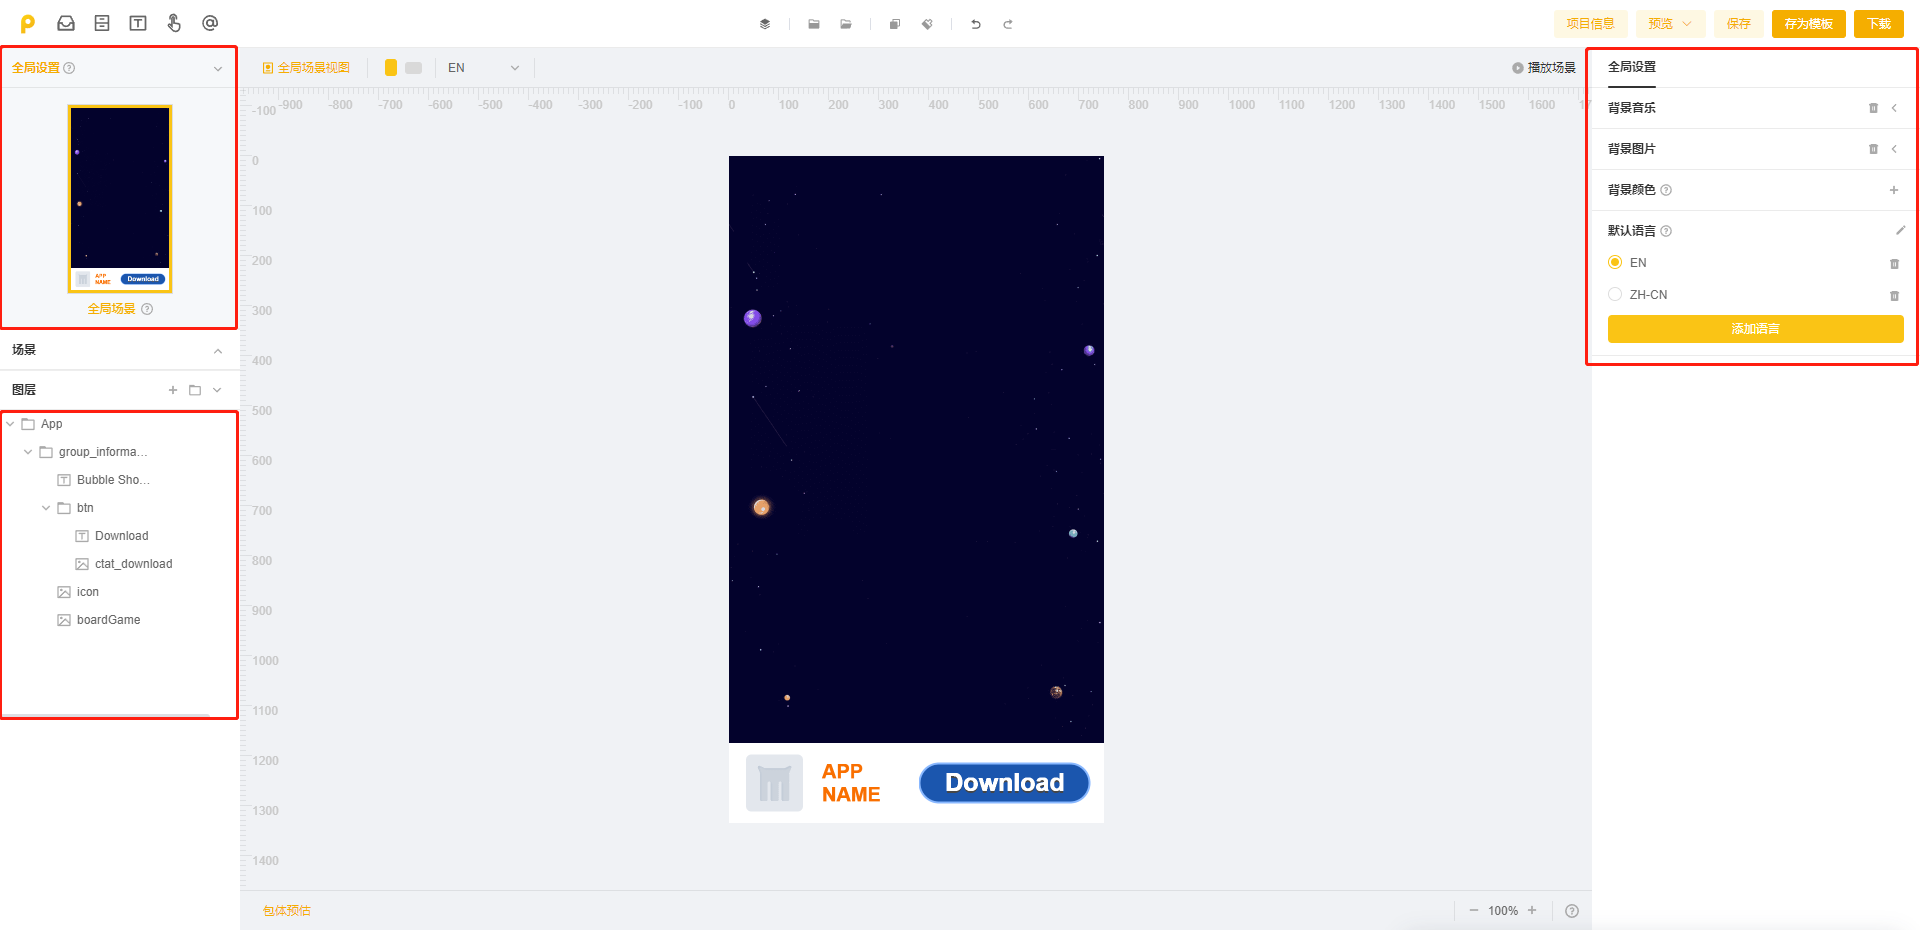 项目信息
预览
保存
存为模板
下载
全局设置
全局场景视图
EN
播放场景
全局设置
-900 -800 -700 -600 -500 -400 -300 -200 -100 0 100 200 300 400 500 600 700 800 900 1000 1100 1200 1300 1400 1500 1600 17
-100
0
100
200
300
400
500
600
700
800
900
1000
1100
1200
1300
1400
APP
NAME
Download
全局场景
场景
图层
App
group_informa...
Bubble Sho...
btn
Download
ctat_download
icon
boardGame
APP
NAME
Download
背景音乐
背景图片
背景颜色
默认语言
EN
ZH-CN
添加语言
包体预估
100%